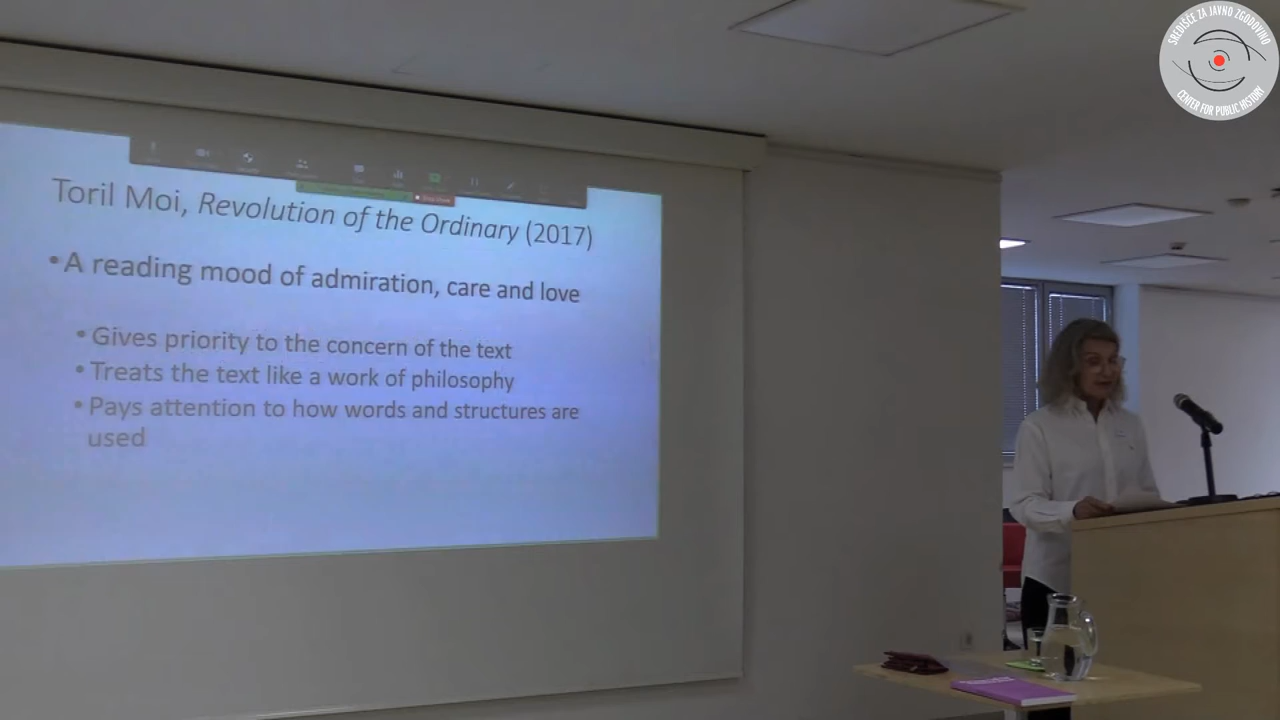 Toril Moi, Revolution of the Ordinary (2017)
•A reading mood of admiration, care and love
• Gives priority to the concern of the text
• Treats the text like a work of philosophy
• Pays attention to how words and structures are
used
SREDIŠČE ZA JAVNO ZGODOVINO
CENTER FOR PUBLIC HISTORY